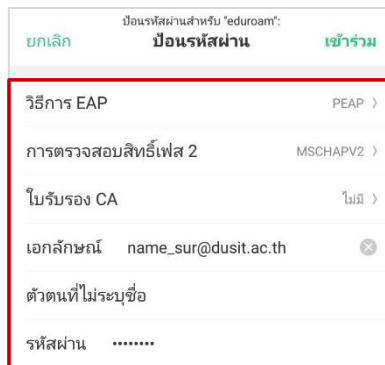 ป้อนรหัสผ่านสำหรับ "eduroam":
ยกเลิก ป้อนรหัสผ่าน เข้าร่วม
วิธีการ EAP PEAP
การตรวจสอบสิทธิ์เฟส 2 MSCHAPV2
ใบรับรอง CA ไม่มี
เอกลักษณ์ name_sur@dusit.ac.th
ตัวตนที่ไม่ระบุชื่อ
รหัสผ่าน ••••••••